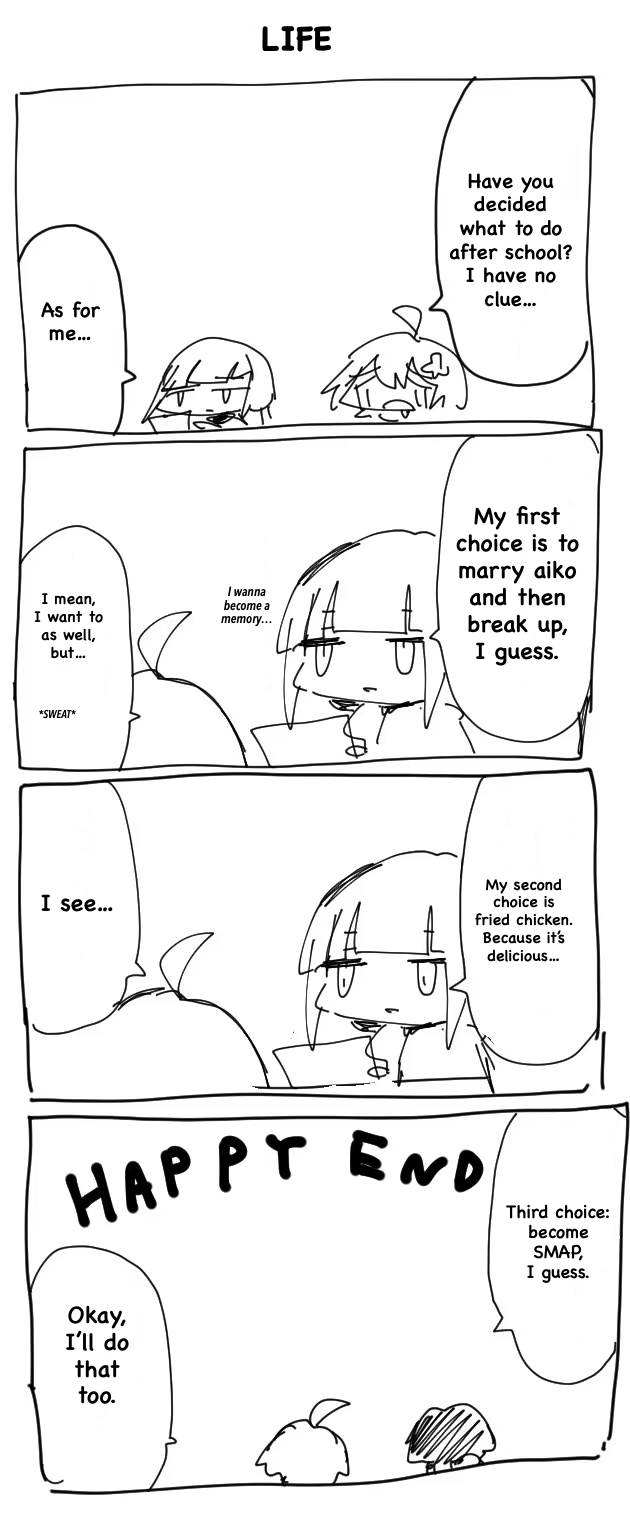 LIFE
Have you
decided
what to do
after school?
I have no
clue...
As for
me...
My first
choice is to
marry aiko
and then
break up,
I guess.
I wanna
become a
memory...
I mean,
I want to
as well,
but...
*SWEAT*
My second
choice is
fried chicken.
Because it's
delicious...
I see...
HAPPY END
Third choice:
become
SMAP,
I guess.
Okay,
I'll do
that
too.